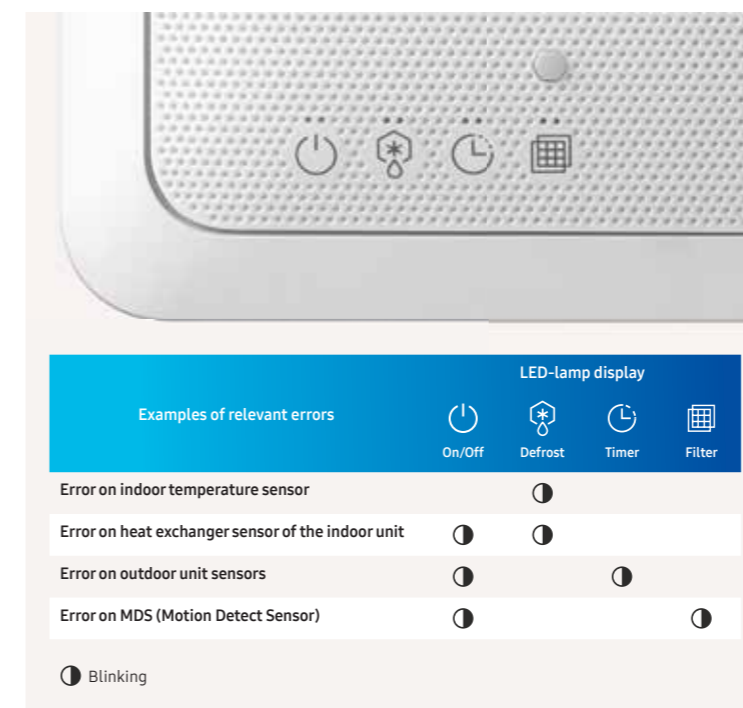 LED-lamp display
Examples of relevant errors
On/Off Defrost Timer Filter
Error on indoor temperature sensor
Error on heat exchanger sensor of the indoor unit
Error on outdoor unit sensors
Error on MDS (Motion Detect Sensor)
Blinking